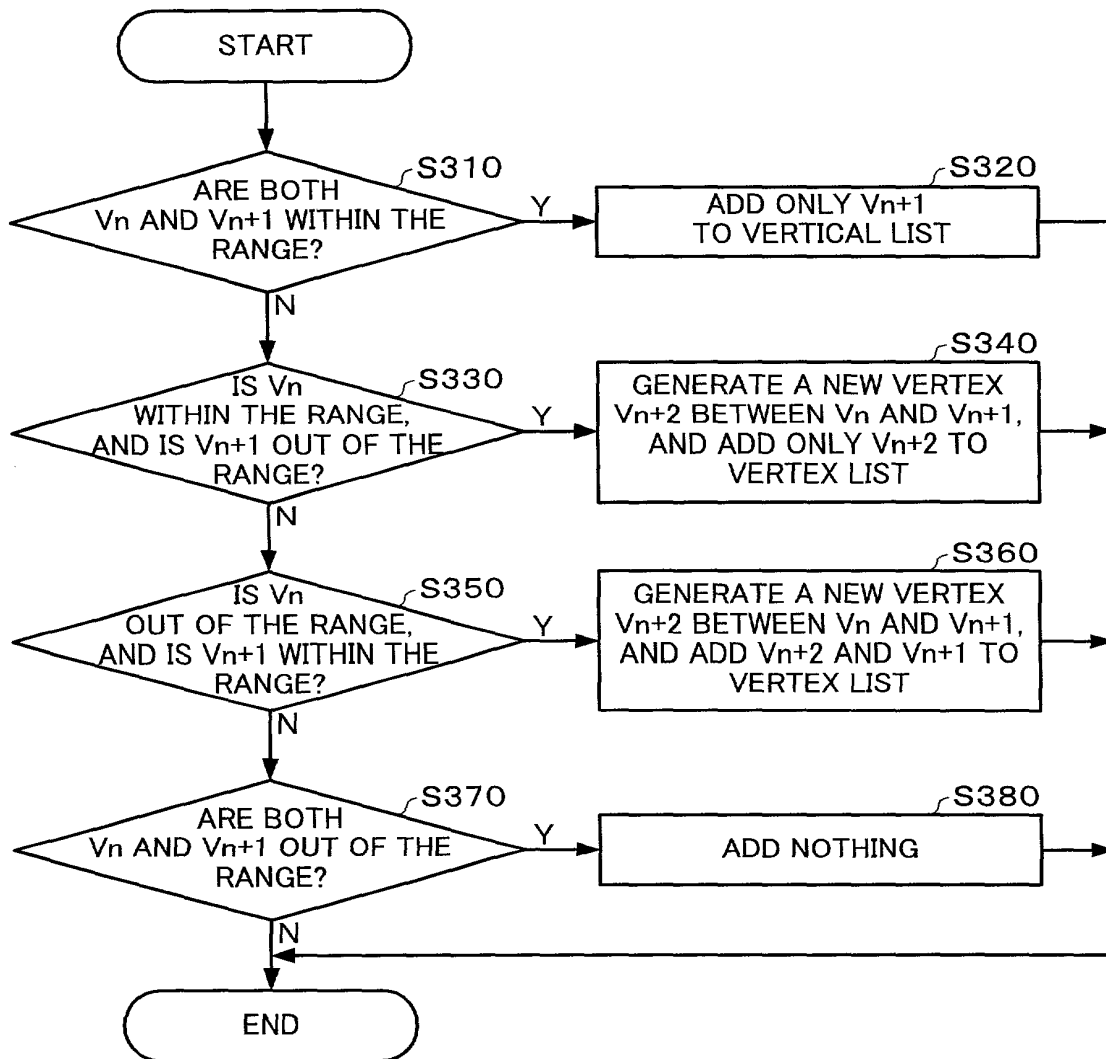 START
S310
ARE BOTH
Vn AND Vn+1 WITHIN THE
RANGE?
Y
S320
ADD ONLY Vn+1
TO VERTICAL LIST
N
S330
IS Vn
WITHIN THE RANGE,
AND IS Vn+1 OUT OF THE
RANGE?
Y
S340
GENERATE A NEW VERTEX
Vn+2 BETWEEN Vn AND Vn+1,
AND ADD ONLY Vn+2 TO
VERTEX LIST
N
S350
IS Vn
OUT OF THE RANGE,
AND IS Vn+1 WITHIN THE
RANGE?
Y
S360
GENERATE A NEW VERTEX
Vn+2 BETWEEN Vn AND Vn+1,
AND ADD Vn+2 AND Vn+1 TO
VERTEX LIST
N
S370
ARE BOTH
Vn AND Vn+1 OUT OF THE
RANGE?
Y
S380
ADD NOTHING
N
END